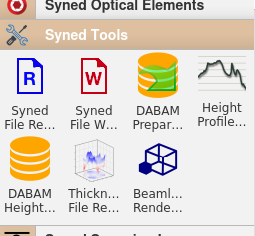 Syned Optical Elements
Syned Tools
R
W
Syned
File Re...
Syned
File W...
DABAM
Prepar...
Height
Profile...
DABAM
Height...
Thickn...
File Re...
Beaml...
Rende...